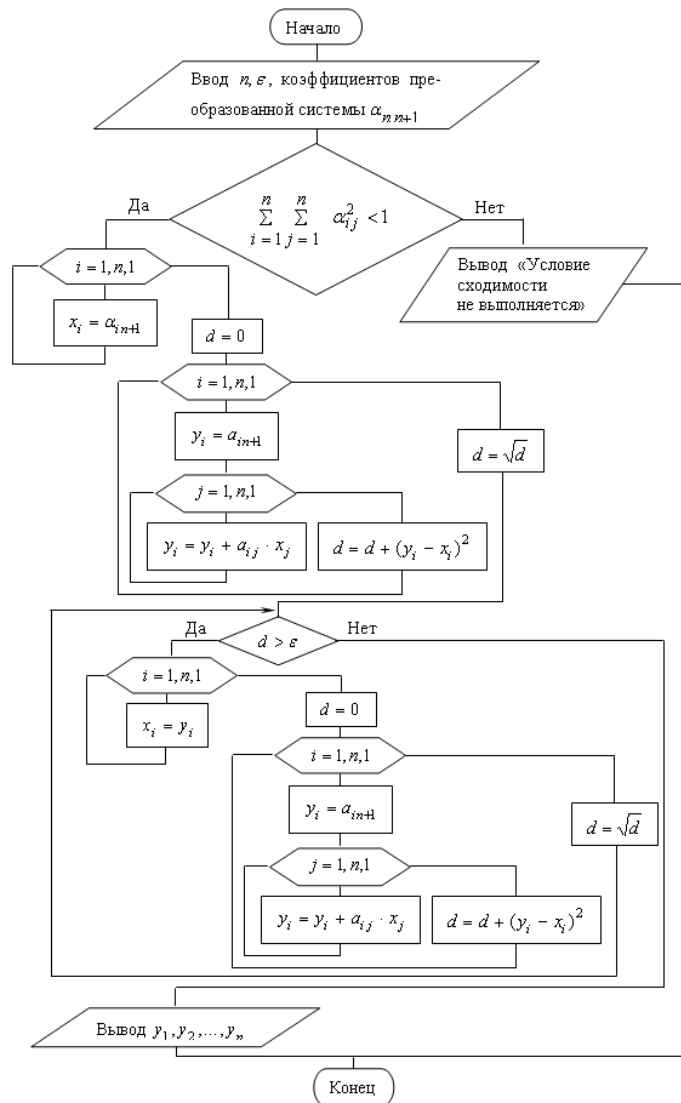 Начало
Ввод n, ε, коэффициентов пре-
образованной системы α_{n n+1}
Да
∑_{i=1}^{n} ∑_{j=1}^{n} α_{ij}^2 < 1
Нет
i = 1, n, 1
Вывод «Условие
сходимости
не выполняется»
x_i = α_{in+1}
d = 0
i = 1, n, 1
y_i = a_{in+1}
d = √d
j = 1, n, 1
y_i = y_i + a_{ij} · x_j
d = d + (y_i − x_i)^2
Да
d > ε
Нет
i = 1, n, 1
x_i = y_i
d = 0
i = 1, n, 1
y_i = a_{in+1}
d = √d
j = 1, n, 1
y_i = y_i + a_{ij} · x_j
d = d + (y_i − x_i)^2
Вывод y_1, y_2, ..., y_n
Конец